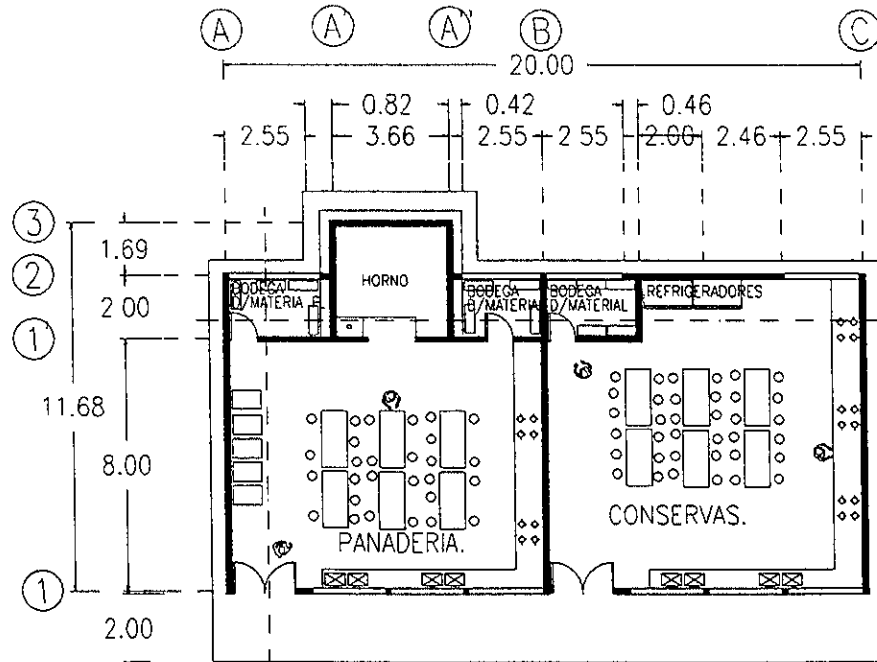 A A' A" B C
20.00
0.82 0.42 0.46
2.55 3.66 2.55 2 55 2.00 2.46 2.55
3
1.69
2
2.00
1'
11.68
8.00
1
2.00
HORNO
BODEGA
D/MATERIA
BODEGA
D/MATERIAL
BODEGA
D/MATERIAL
REFRIGERADORES
PANADERIA.
CONSERVAS.